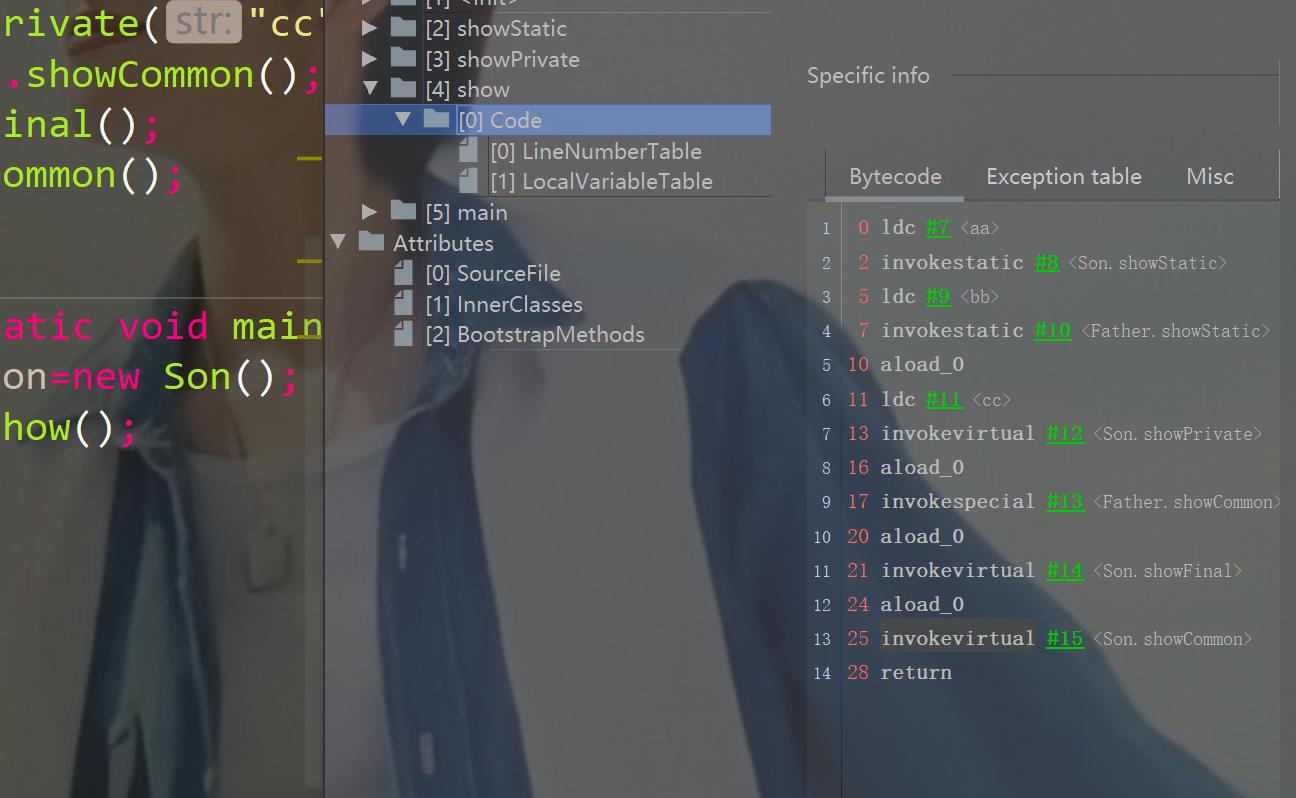 rivate( str: "cc"
.showCommon();
inal();
ommon();
atic void main
on=new Son();
how();
[1] <init>
[2] showStatic
[3] showPrivate
[4] show
[0] Code
[0] LineNumberTable
[1] LocalVariableTable
[5] main
Attributes
[0] SourceFile
[1] InnerClasses
[2] BootstrapMethods
Specific info
Bytecode Exception table Misc
1 0 ldc #7 <aa>
2 2 invokestatic #8 <Son.showStatic>
3 5 ldc #9 <bb>
4 7 invokestatic #10 <Father.showStatic>
5 10 aload_0
6 11 ldc #11 <cc>
7 13 invokevirtual #12 <Son.showPrivate>
8 16 aload_0
9 17 invokespecial #13 <Father.showCommon>
10 20 aload_0
11 21 invokevirtual #14 <Son.showFinal>
12 24 aload_0
13 25 invokevirtual #15 <Son.showCommon>
14 28 return